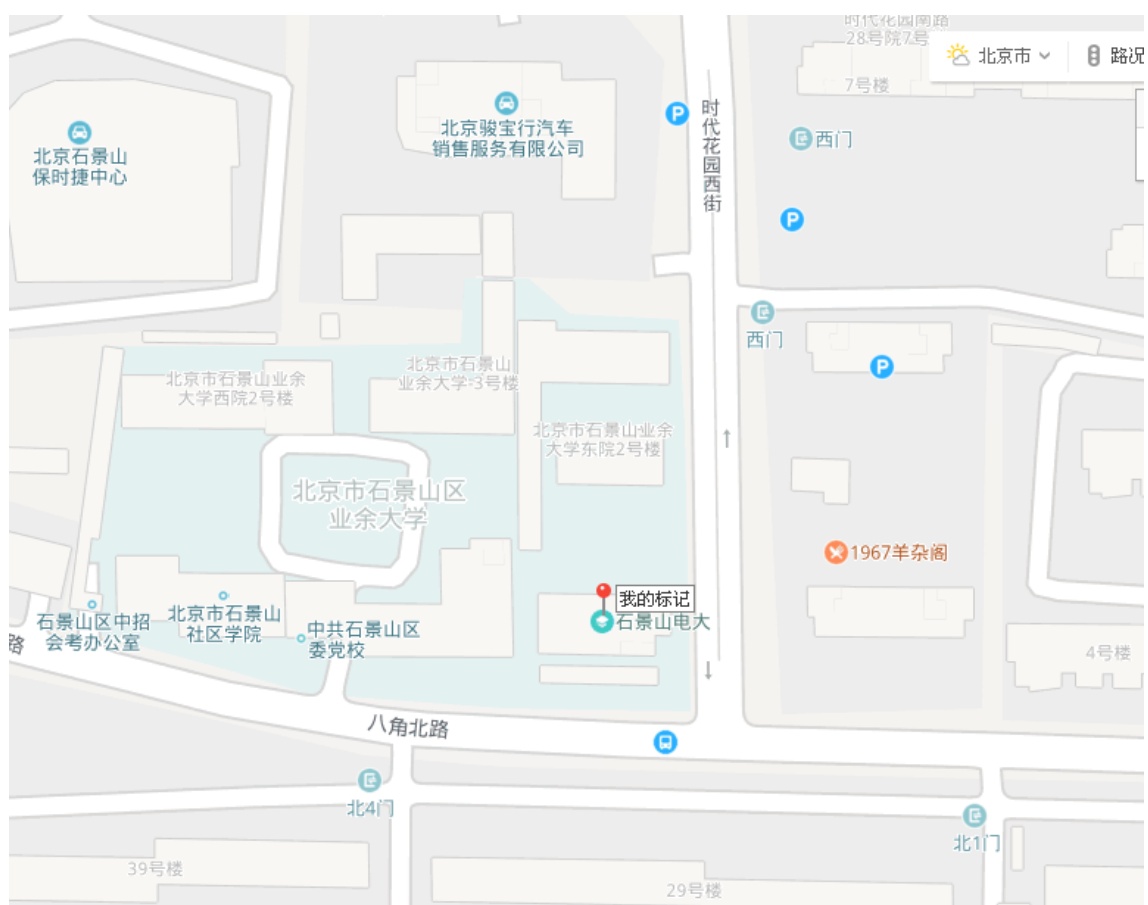 时代花园南路
28号院7号
北京市
路况
7号楼
时代花园西街
P
西门
北京骏宝行汽车
销售服务有限公司
北京石景山
保时捷中心
P
西门
P
北京市石景山
业余大学-3号楼
北京市石景山业余
大学西院2号楼
北京市石景山业余
大学东院2号楼
北京市石景山区
业余大学
1967羊杂阁
我的标记
石景山电大
北京市石景山
社区学院
石景山区中招
会考办公室
中共石景山区
委党校
路
4号楼
八角北路
北4门
北1门
39号楼
29号楼